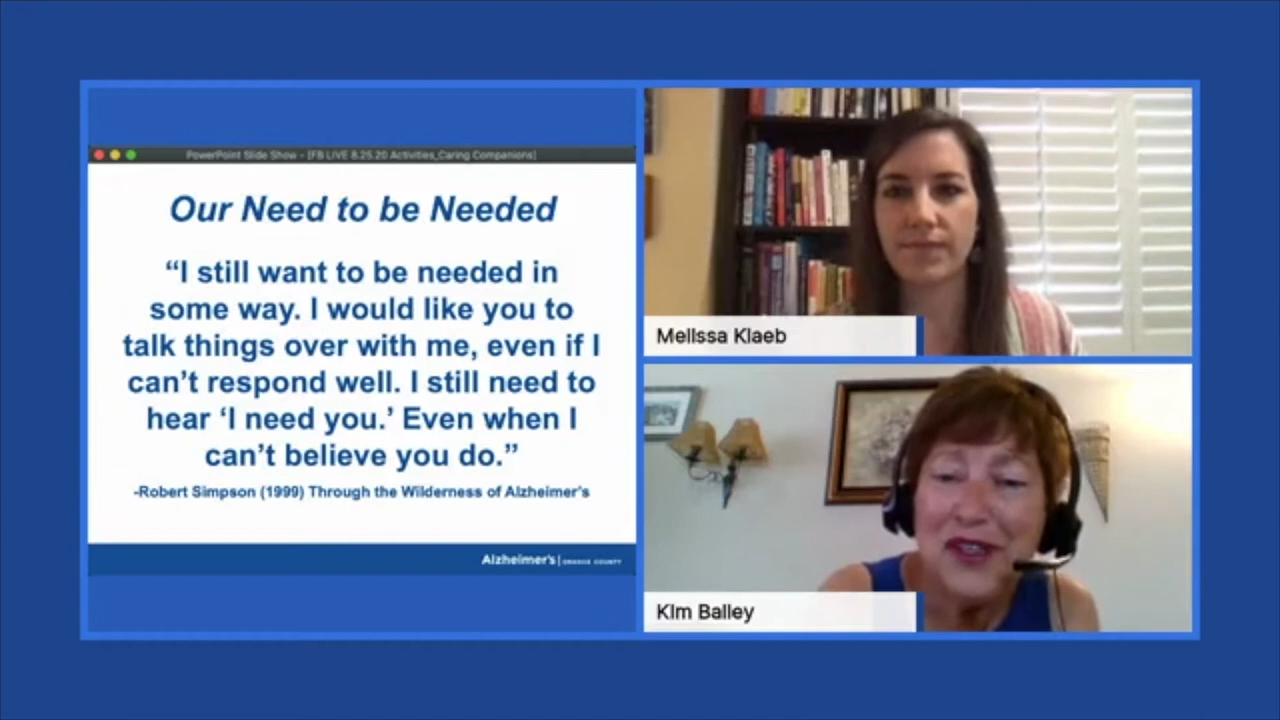 PowerPoint Slide Show - [FB LIVE 8.25.20 Activities_Caring Companions]
Our Need to be Needed
“I still want to be needed in
some way. I would like you to
talk things over with me, even if I
can’t respond well. I still need to
hear ‘I need you.’ Even when I
can’t believe you do.”
-Robert Simpson (1999) Through the Wilderness of Alzheimer’s
Alzheimer’s | ORANGE COUNTY
Melissa Klaeb
Kim Bailey